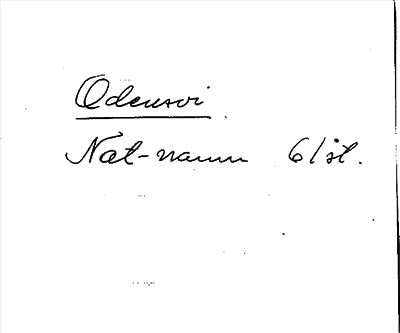 Odensvi
Nat-namn 6/st.